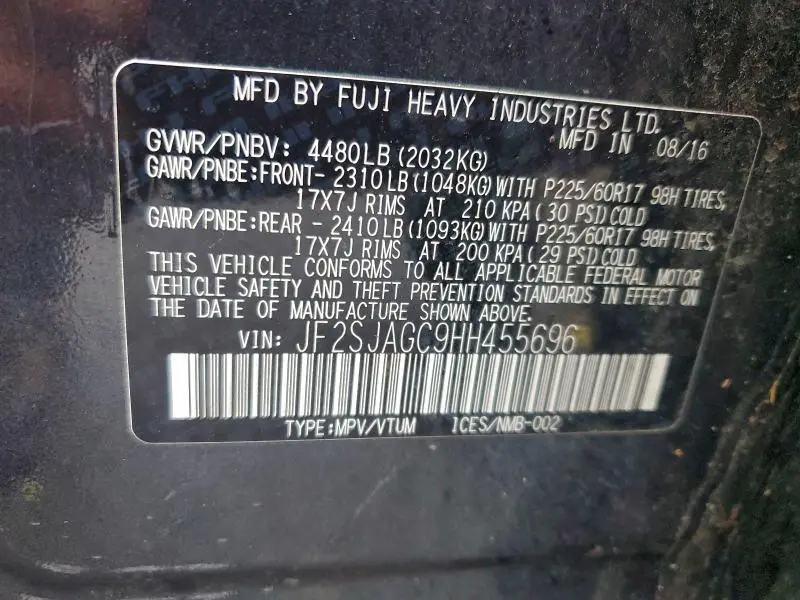 MFD BY FUJI HEAVY INDUSTRIES LTD.
MFD IN 08/16
GVWR/PNBV: 4480LB (2032KG)
GAWR/PNBE:FRONT- 2310LB (1048KG) WITH P225/60R17 98H TIRES,
17X7J RIMS AT 210 KPA (30 PSI) COLD
GAWR/PNBE:REAR - 2410LB (1093KG) WITH P225/60R17 98H TIRES,
17X7J RIMS AT 200 KPA (29 PSI) COLD
THIS VEHICLE CONFORMS TO ALL APPLICABLE FEDERAL MOTOR
VEHICLE SAFETY AND THEFT PREVENTION STANDARDS IN EFFECT ON
THE DATE OF MANUFACTURE SHOWN ABOVE.
VIN: JF2SJAGC9HH455696
TYPE:MPV/VTUM ICES/NMB-002